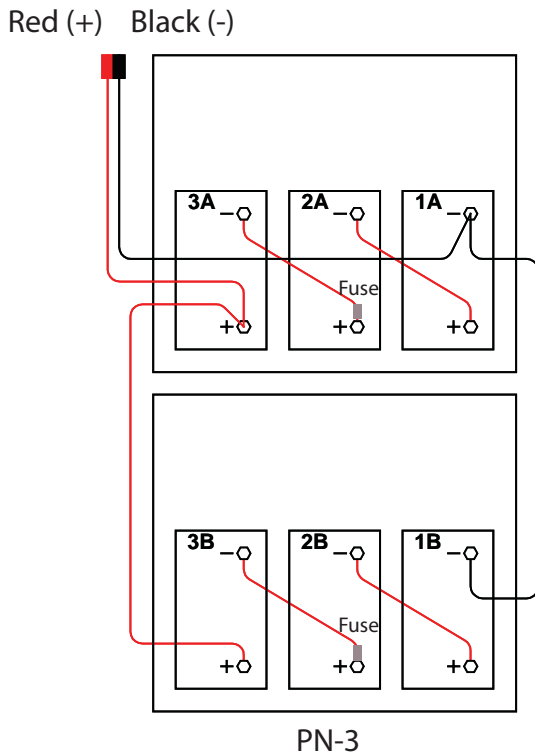 Red (+) Black (-)
3A – 2A – 1A –
Fuse
+ + +
3B – 2B – 1B –
Fuse
+ + +
PN-3